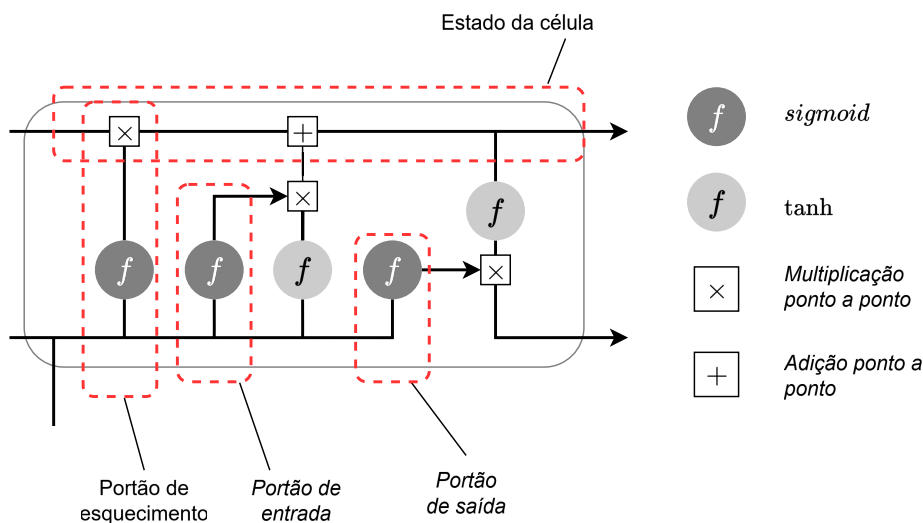 Estado da célula
×
+
f
sigmoid
×
f
f
tanh
f
f
f
f
×
×
Multiplicação
ponto a ponto
+
Adição ponto a
ponto
Portão de
esquecimento
Portão de
entrada
Portão
de saída